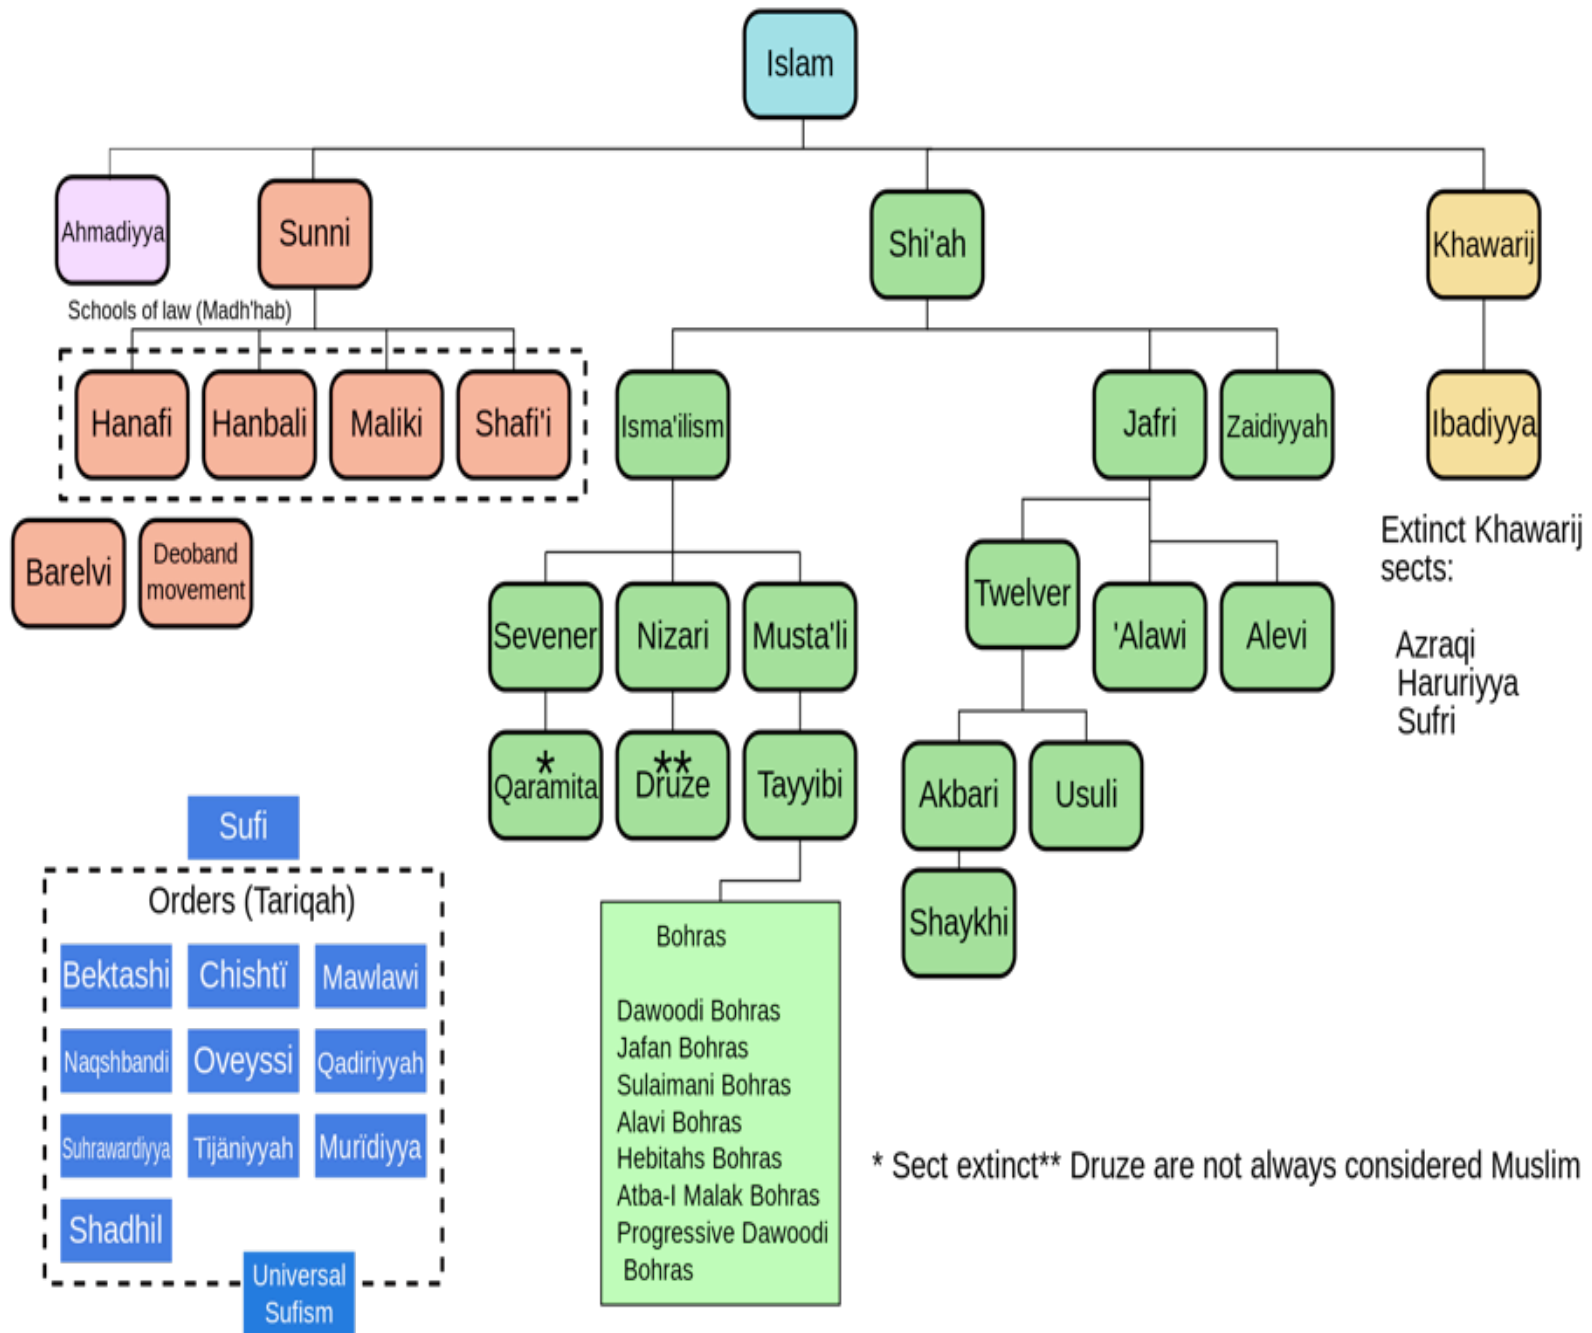 Islam
Ahmadiyya
Sunni
Shi'ah
Khawarij
Schools of law (Madh'hab)
Hanafi
Hanbali
Maliki
Shafi'i
Isma'ilism
Jafri
Zaidiyyah
Ibadiyya
Barelvi
Deoband
movement
Sevener
Nizari
Musta'li
Twelver
'Alawi
Alevi
Extinct Khawarij
sects:
Azraqi
Haruriyya
Sufri
*
Qaramita
**
Druze
Tayyibi
Akbari
Usuli
Shaykhi
Sufi
Orders (Tariqah)
Bektashi
Chishtï
Mawlawi
Naqshbandi
Oveyssi
Qadiriyyah
Suhrawardiyya
Tijäniyyah
Murïdiyya
Shadhil
Universal
Sufism
Bohras
Dawoodi Bohras
Jafan Bohras
Sulaimani Bohras
Alavi Bohras
Hebitahs Bohras
Atba-I Malak Bohras
Progressive Dawoodi
Bohras
* Sect extinct** Druze are not always considered Muslim